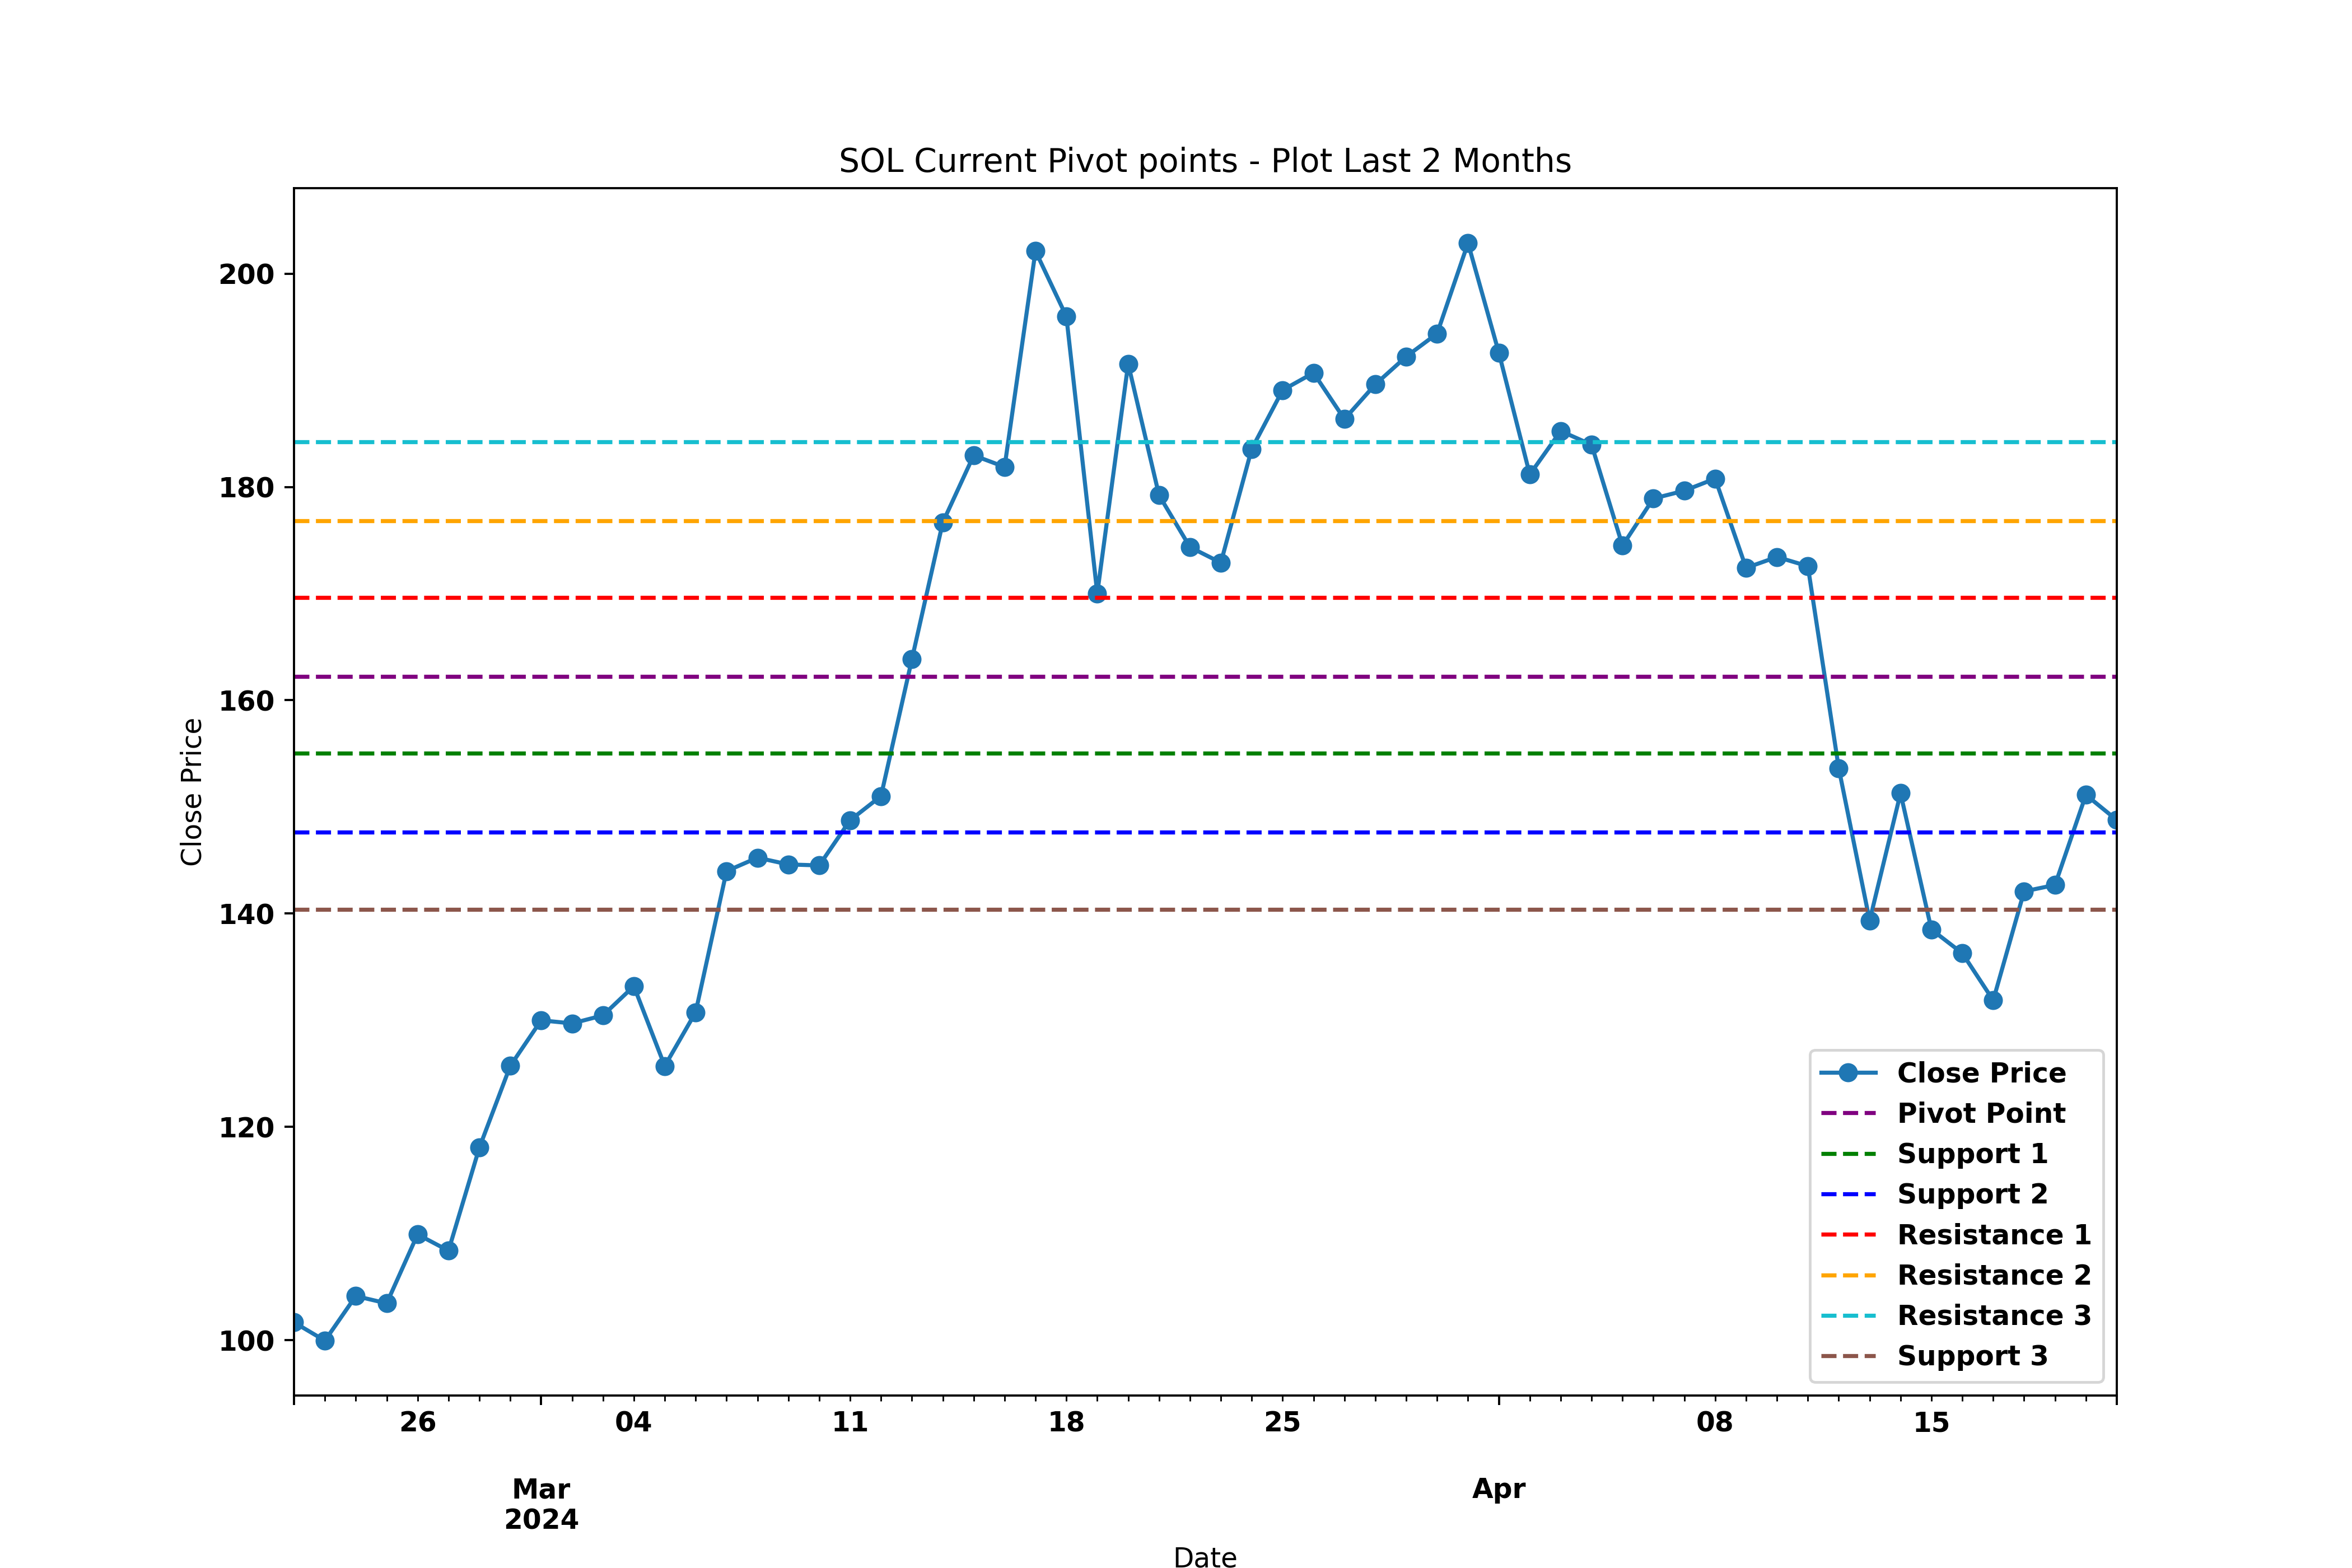 SOL Current Pivot points - Plot Last 2 Months
200
180
160
140
120
100
Close Price
Close Price
Pivot Point
Support 1
Support 2
Resistance 1
Resistance 2
Resistance 3
Support 3
26 04 11 18 25 08 15
Mar Apr
2024
Date